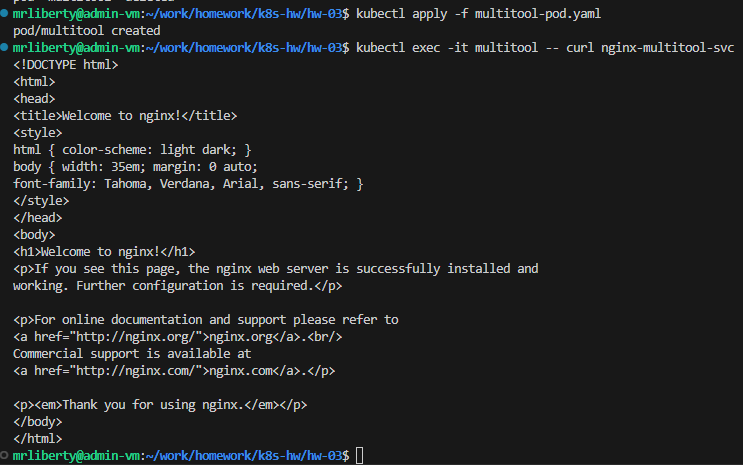 mrliberty@admin-vm:~/work/homework/k8s-hw/hw-03$ kubectl apply -f multitool-pod.yaml
pod/multitool created
mrliberty@admin-vm:~/work/homework/k8s-hw/hw-03$ kubectl exec -it multitool -- curl nginx-multitool-svc
<!DOCTYPE html>
<html>
<head>
<title>Welcome to nginx!</title>
<style>
html { color-scheme: light dark; }
body { width: 35em; margin: 0 auto;
font-family: Tahoma, Verdana, Arial, sans-serif; }
</style>
</head>
<body>
<h1>Welcome to nginx!</h1>
<p>If you see this page, the nginx web server is successfully installed and
working. Further configuration is required.</p>

<p>For online documentation and support please refer to
<a href="http://nginx.org/">nginx.org</a>.<br/>
Commercial support is available at
<a href="http://nginx.com/">nginx.com</a>.</p>

<p><em>Thank you for using nginx.</em></p>
</body>
</html>
mrliberty@admin-vm:~/work/homework/k8s-hw/hw-03$